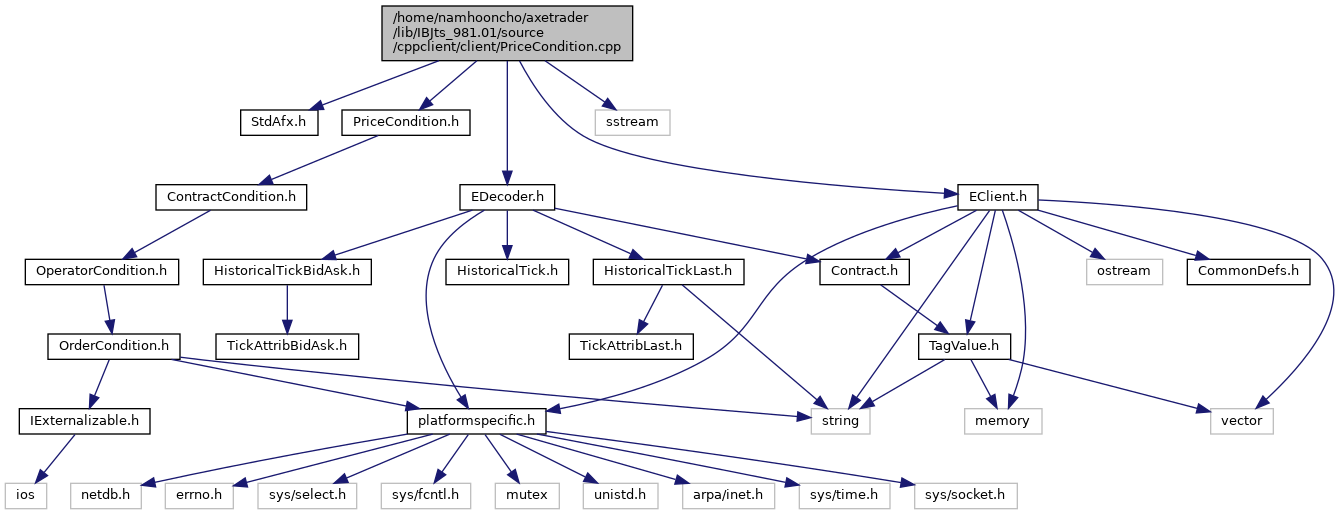 /home/namhooncho/axetrader
/lib/IBJts_981.01/source
/cppclient/client/PriceCondition.cpp
StdAfx.h
PriceCondition.h
sstream
ContractCondition.h
EDecoder.h
EClient.h
OperatorCondition.h
HistoricalTickBidAsk.h
HistoricalTick.h
HistoricalTickLast.h
Contract.h
ostream
CommonDefs.h
OrderCondition.h
TickAttribBidAsk.h
TickAttribLast.h
TagValue.h
IExternalizable.h
platformspecific.h
string
memory
vector
ios
netdb.h
errno.h
sys/select.h
sys/fcntl.h
mutex
unistd.h
arpa/inet.h
sys/time.h
sys/socket.h